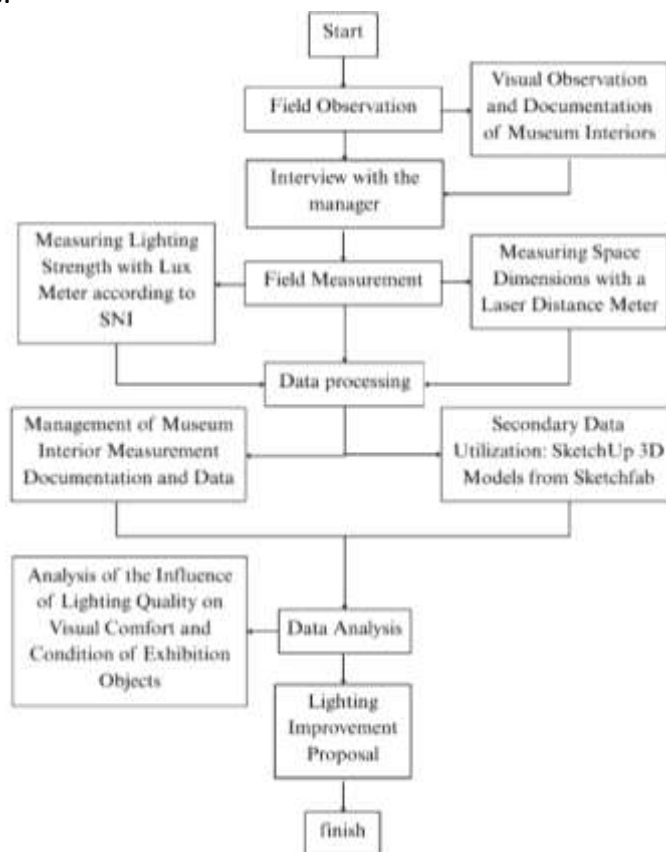 Start
Field Observation
Visual Observation
and Documentation
of Museum Interiors
Interview with the
manager
Measuring Lighting
Strength with Lux
Meter according to
SNI
Field Measurement
Measuring Space
Dimensions with a
Laser Distance Meter
Data processing
Management of Museum
Interior Measurement
Documentation and Data
Secondary Data
Utilization: SketchUp 3D
Models from Sketchfab
Analysis of the Influence
of Lighting Quality on
Visual Comfort and
Condition of Exhibition
Objects
Data Analysis
Lighting
Improvement
Proposal
finish